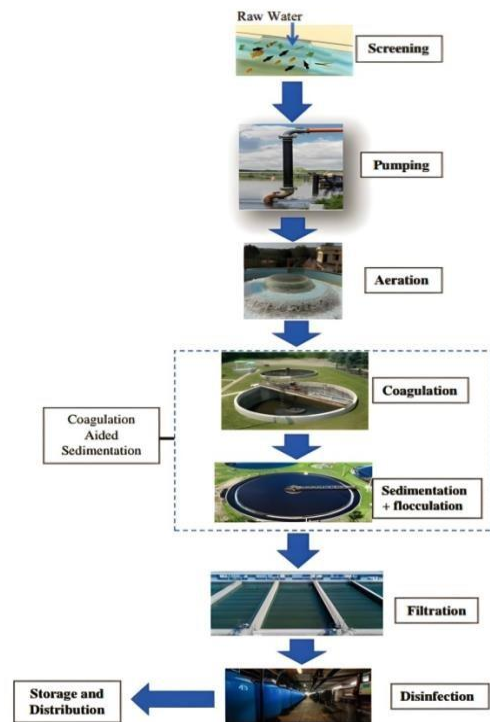 Raw Water
Screening
Pumping
Aeration
Coagulation
Coagulation
Aided
Sedimentation
Sedimentation
+ flocculation
Filtration
Disinfection
Storage and
Distribution